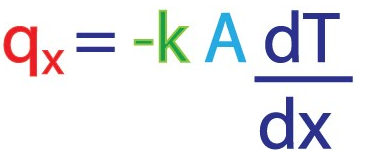 qx = -k A dT
dx